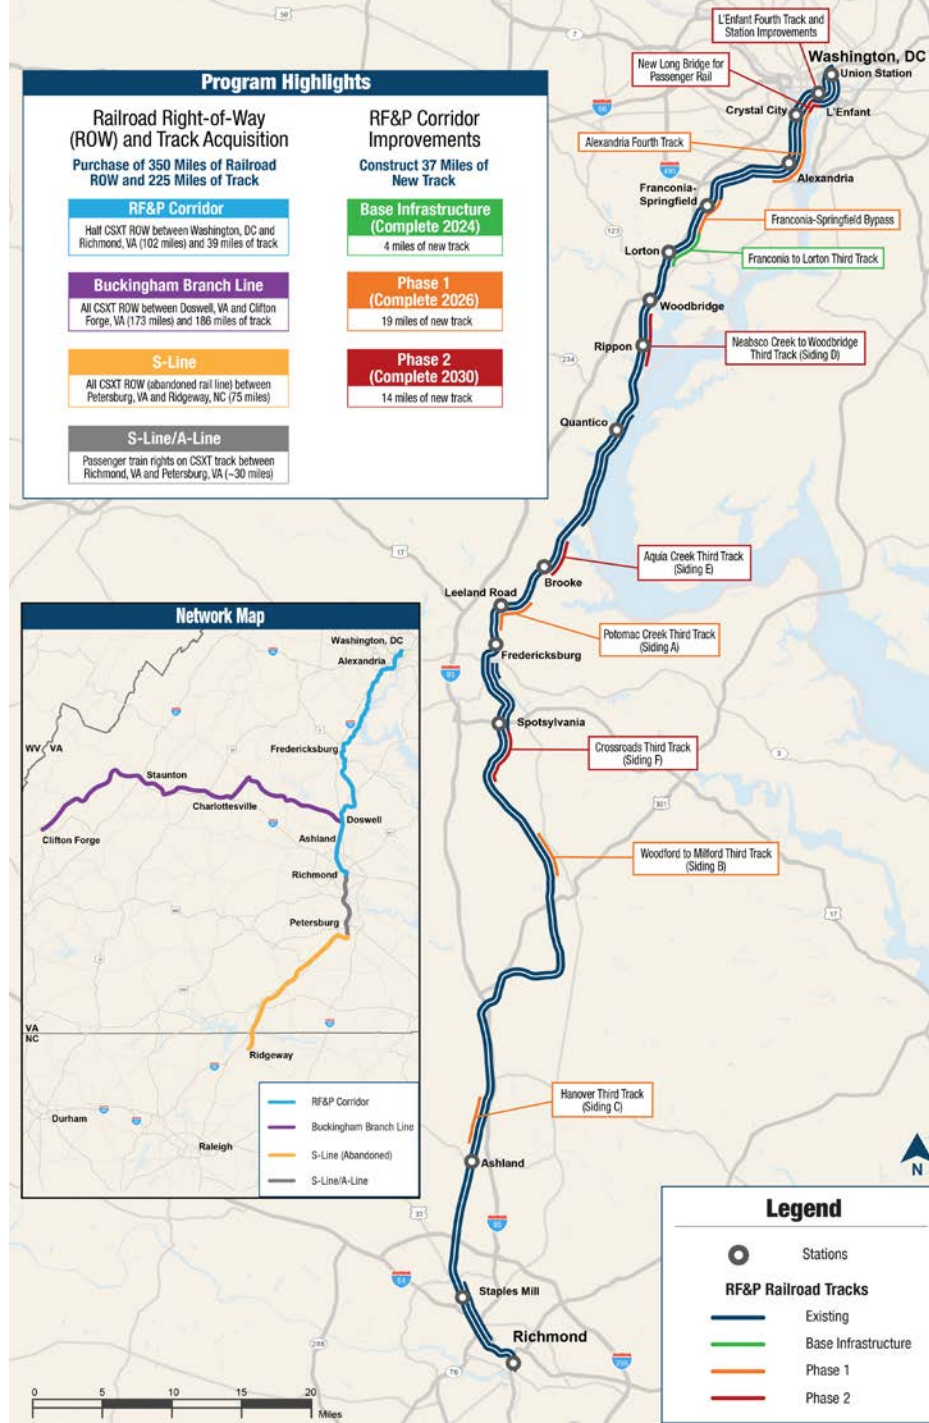 L'Enfant Fourth Track and
Station Improvements
Washington, DC
Union Station
New Long Bridge for
Passenger Rail
Crystal City
L'Enfant
Alexandria Fourth Track
Alexandria
Franconia-
Springfield
Franconia-Springfield Bypass
Lorton
Franconia to Lorton Third Track
Woodbridge
Rippon
Neabsco Creek to Woodbridge
Third Track (Siding D)
Quantico
Program Highlights
Railroad Right-of-Way
(ROW) and Track Acquisition
Purchase of 350 Miles of Railroad
ROW and 225 Miles of Track
RF&P Corridor
Half CSXT ROW between Washington, DC and
Richmond, VA (102 miles) and 39 miles of track
Buckingham Branch Line
All CSXT ROW between Doswell, VA and Clifton
Forge, VA (173 miles) and 186 miles of track
S-Line
All CSXT ROW (abandoned rail line) between
Petersburg, VA and Ridgeway, NC (75 miles)
S-Line/A-Line
Passenger train rights on CSXT track between
Richmond, VA and Petersburg, VA (~30 miles)
RF&P Corridor
Improvements
Construct 37 Miles of
New Track
Base Infrastructure
(Complete 2024)
4 miles of new track
Phase 1
(Complete 2026)
19 miles of new track
Phase 2
(Complete 2030)
14 miles of new track
7
123
234
17
95
3
301
17
33
64
288
76
Aquia Creek Third Track
(Siding E)
Brooke
Leeland Road
Potomac Creek Third Track
(Siding A)
Fredericksburg
Spotsylvania
Crossroads Third Track
(Siding F)
Woodford to Milford Third Track
(Siding B)
Hanover Third Track
(Siding C)
Ashland
Staples Mill
Richmond
Network Map
Washington, DC
Alexandria
Fredericksburg
WV
VA
Staunton
Charlottesville
Doswell
Clifton Forge
Ashland
Richmond
Petersburg
VA
NC
Ridgeway
Durham
Raleigh
RF&P Corridor
Buckingham Branch Line
S-Line (Abandoned)
S-Line/A-Line
N
Legend
Stations
RF&P Railroad Tracks
Existing
Base Infrastructure
Phase 1
Phase 2
0 5 10 15 20
Miles